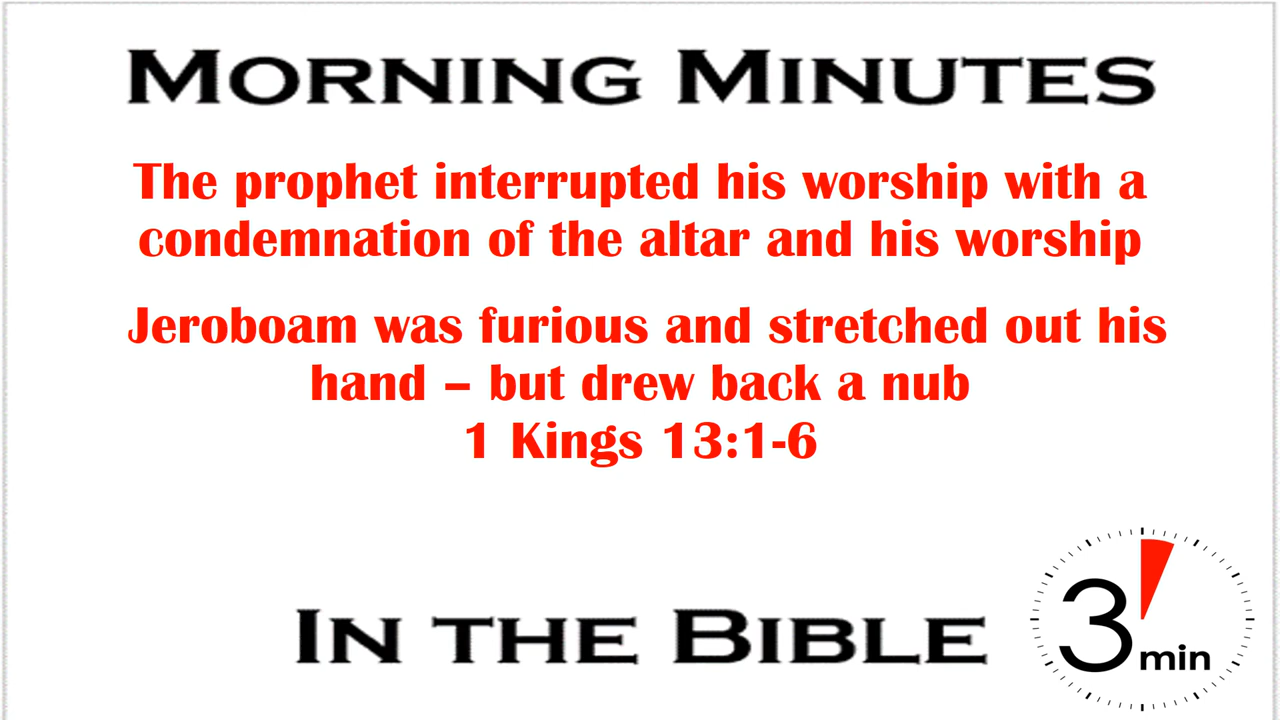 MORNING MINUTES
The prophet interrupted his worship with a
condemnation of the altar and his worship
Jeroboam was furious and stretched out his
hand – but drew back a nub
1 Kings 13:1-6
IN THE BIBLE
3 min